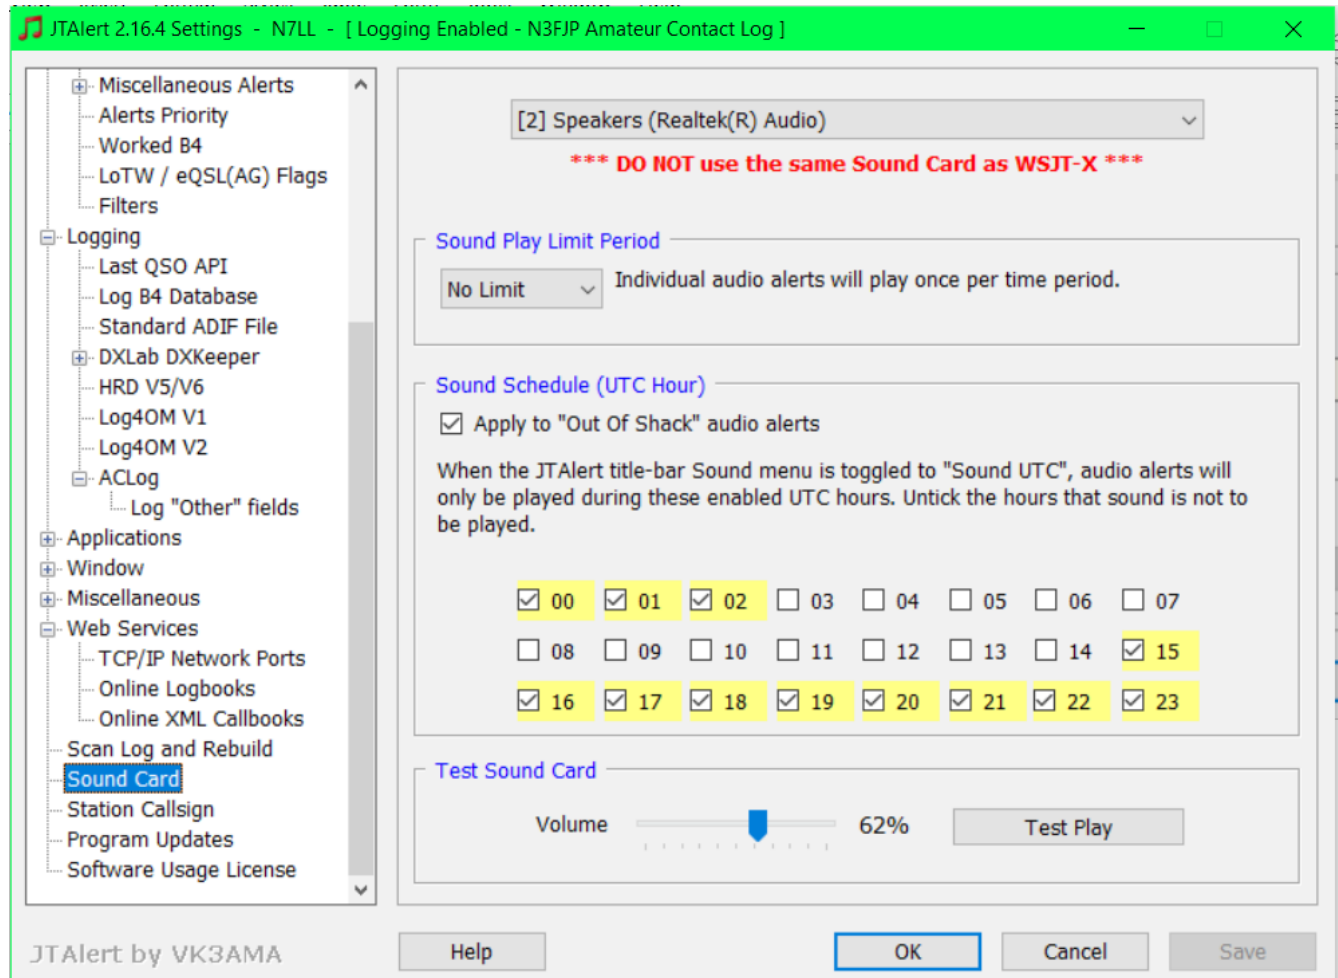 JTAlert 2.16.4 Settings - N7LL - [ Logging Enabled - N3FJP Amateur Contact Log ]
Miscellaneous Alerts
Alerts Priority
Worked B4
LoTW / eQSL(AG) Flags
Filters
Logging
Last QSO API
Log B4 Database
Standard ADIF File
DXLab DXKeeper
HRD V5/V6
Log4OM V1
Log4OM V2
ACLog
Log "Other" fields
Applications
Window
Miscellaneous
Web Services
TCP/IP Network Ports
Online Logbooks
Online XML Callbooks
Scan Log and Rebuild
Sound Card
Station Callsign
Program Updates
Software Usage License
[2] Speakers (Realtek(R) Audio)
*** DO NOT use the same Sound Card as WSJT-X ***
Sound Play Limit Period
No Limit Individual audio alerts will play once per time period.
Sound Schedule (UTC Hour)
Apply to "Out Of Shack" audio alerts
When the JTAlert title-bar Sound menu is toggled to "Sound UTC", audio alerts will
only be played during these enabled UTC hours. Untick the hours that sound is not to
be played.
00 01 02 03 04 05 06 07
08 09 10 11 12 13 14 15
16 17 18 19 20 21 22 23
Test Sound Card
Volume 62% Test Play
JTAlert by VK3AMA Help OK Cancel Save